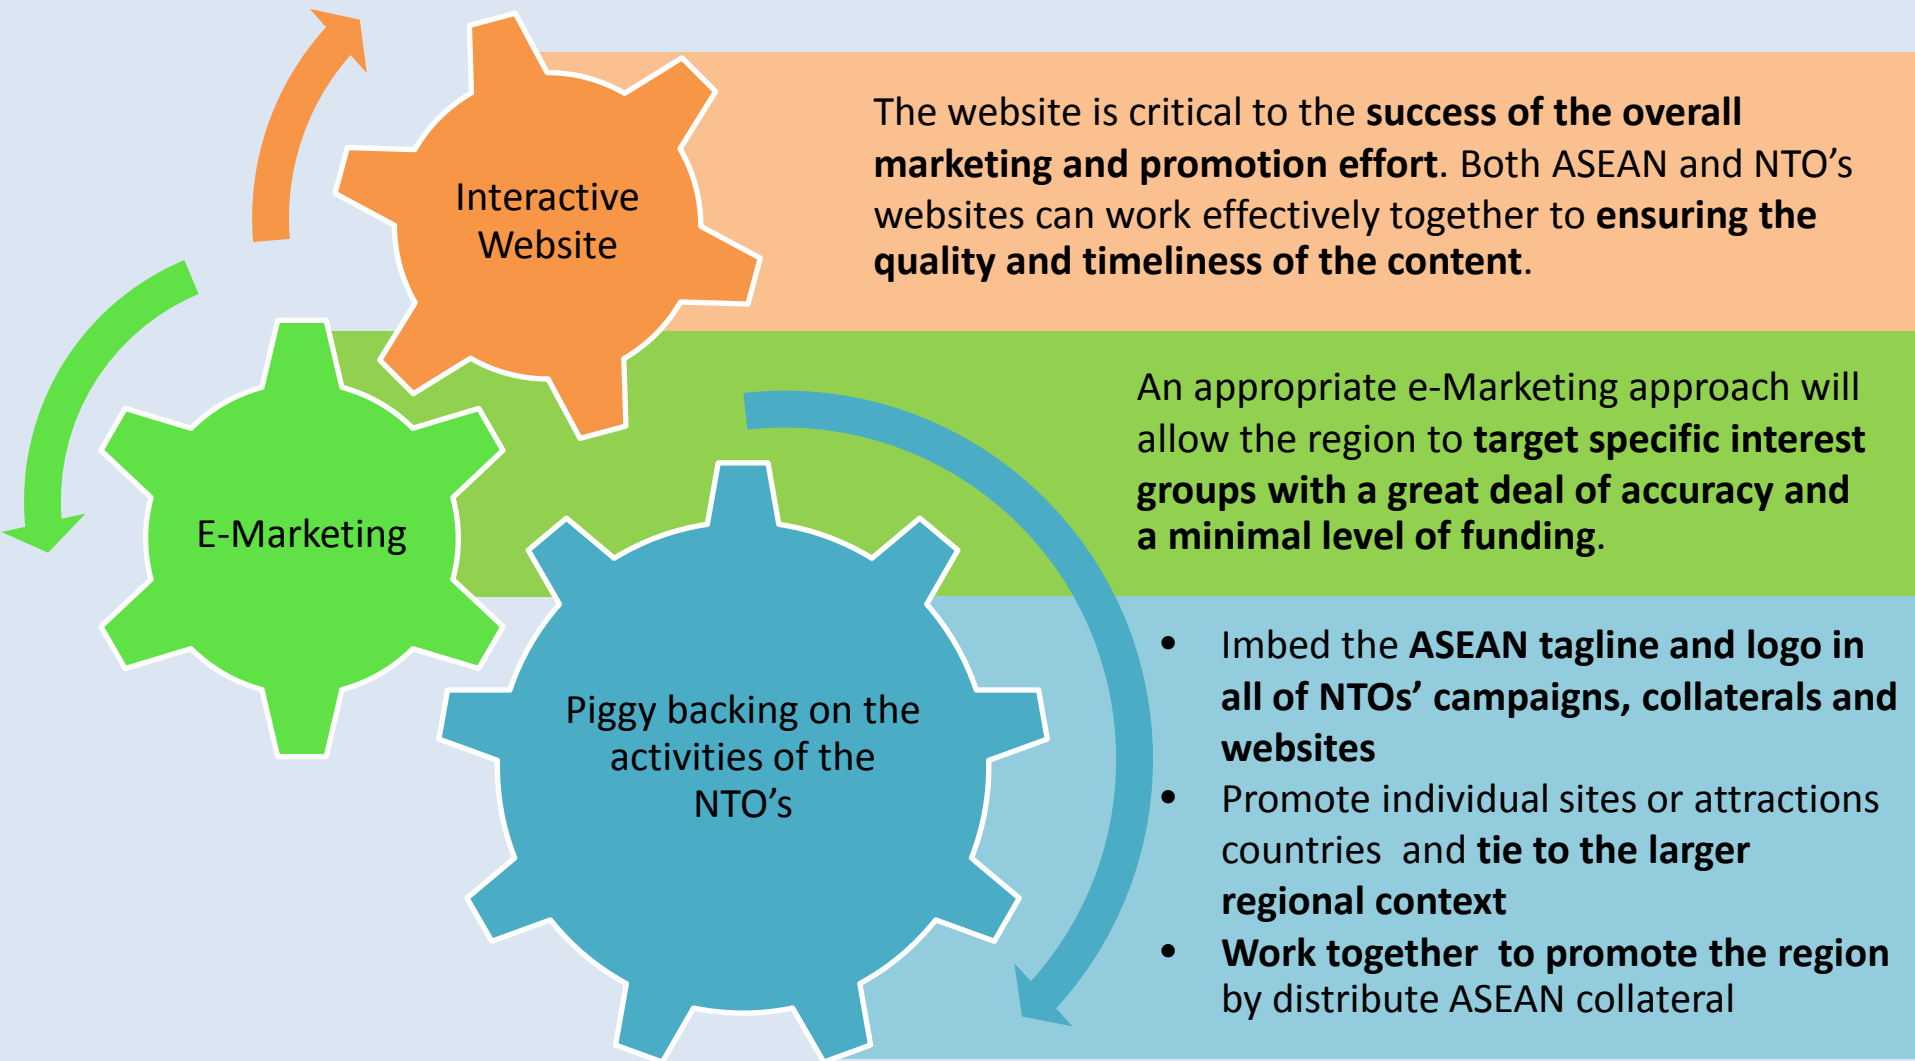 Interactive
Website
The website is critical to the success of the overall
marketing and promotion effort. Both ASEAN and NTO’s
websites can work effectively together to ensuring the
quality and timeliness of the content.
E-Marketing
An appropriate e-Marketing approach will
allow the region to target specific interest
groups with a great deal of accuracy and
a minimal level of funding.
Piggy backing on the
activities of the
NTO’s
• Imbed the ASEAN tagline and logo in
all of NTOs’ campaigns, collaterals and
websites
• Promote individual sites or attractions
countries  and tie to the larger
regional context
• Work together  to promote the region
by distribute ASEAN collateral